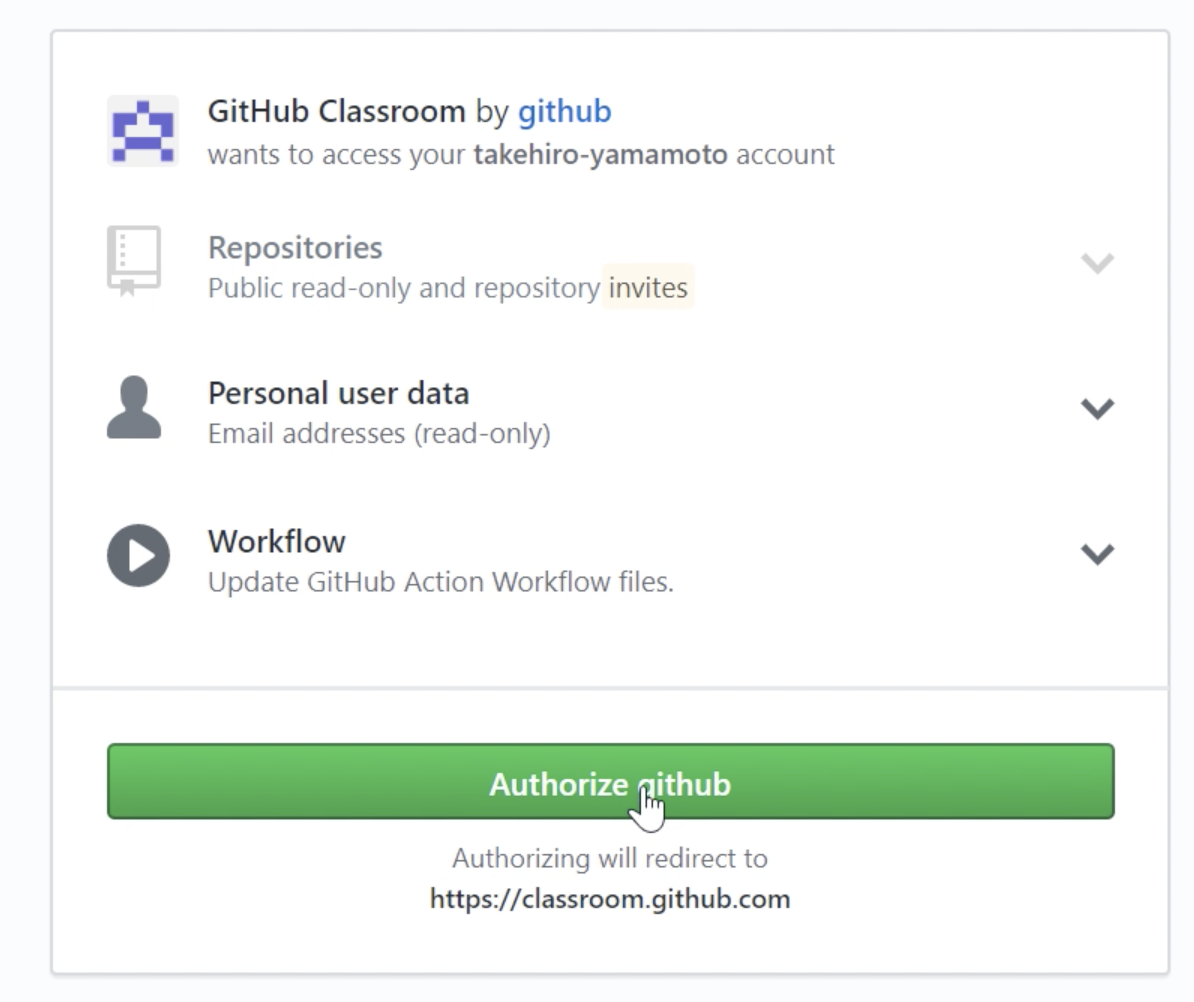 GitHub Classroom by github
wants to access your takehiro-yamamoto account
Repositories
Public read-only and repository invites
Personal user data
Email addresses (read-only)
Workflow
Update GitHub Action Workflow files.
Authorize github
Authorizing will redirect to
https://classroom.github.com